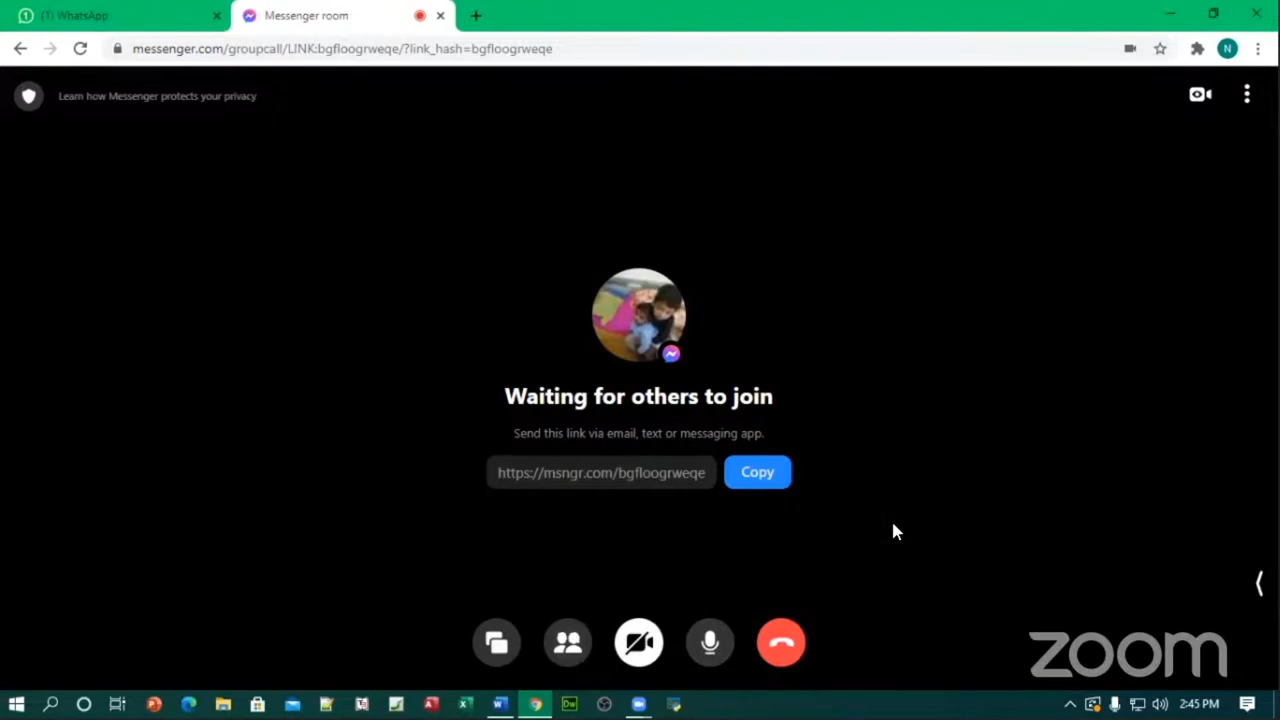 (1) WhatsApp
Messenger room
messenger.com/groupcall/LINK:bgfloogrweqe/?link_hash=bgfloogrweqe
N
Learn how Messenger protects your privacy
Waiting for others to join
Send this link via email, text or messaging app.
https://msngr.com/bgfloogrweqe
Copy
zoom
2:45 PM